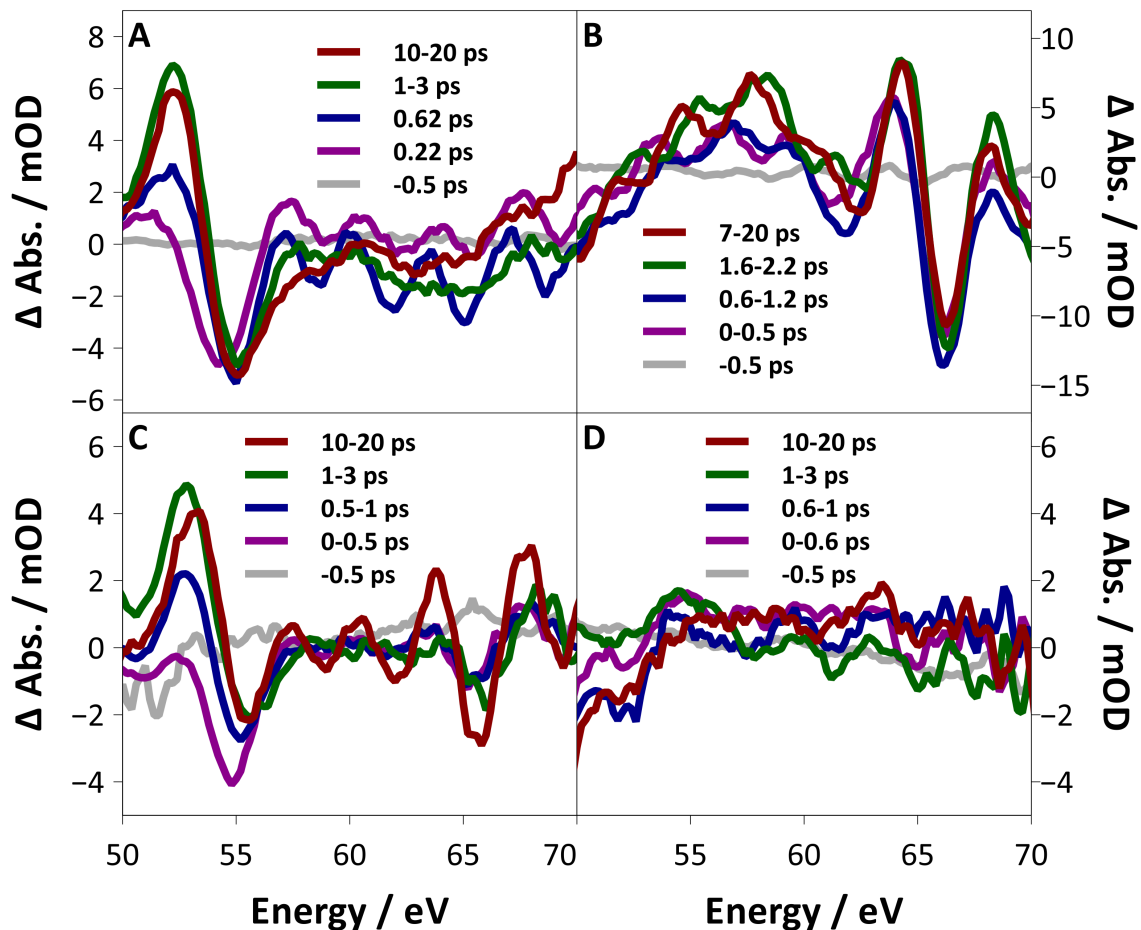 A
10-20 ps
1-3 ps
0.62 ps
0.22 ps
-0.5 ps
8
6
4
2
0
−2
−4
−6
Δ Abs. / mOD
B
7-20 ps
1.6-2.2 ps
0.6-1.2 ps
0-0.5 ps
-0.5 ps
10
5
0
−5
−10
−15
Δ Abs. / mOD
C
10-20 ps
1-3 ps
0.5-1 ps
0-0.5 ps
-0.5 ps
6
4
2
0
−2
−4
Δ Abs. / mOD
50 55 60 65 70
Energy / eV
D
10-20 ps
1-3 ps
0.6-1 ps
0-0.6 ps
-0.5 ps
6
4
2
0
−2
−4
Δ Abs. / mOD
55 60 65 70
Energy / eV